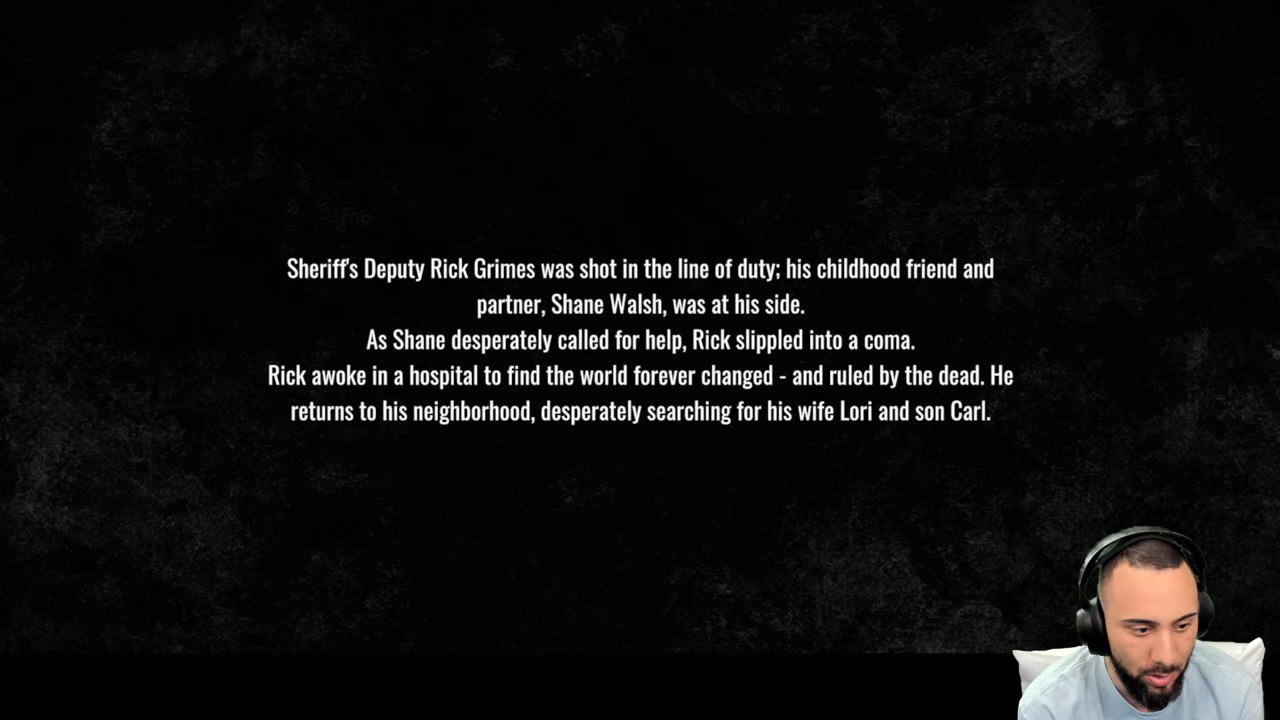 Sheriff's Deputy Rick Grimes was shot in the line of duty; his childhood friend and
partner, Shane Walsh, was at his side.
As Shane desperately called for help, Rick slippled into a coma.
Rick awoke in a hospital to find the world forever changed - and ruled by the dead. He
returns to his neighborhood, desperately searching for his wife Lori and son Carl.